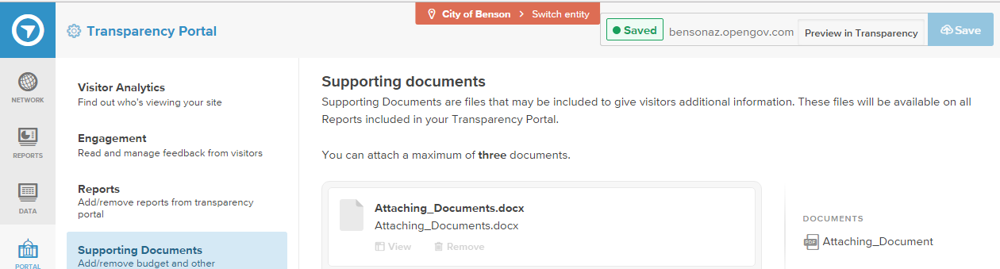 City of Benson > Switch entity
Transparency Portal
Saved
bensonaz.opengov.com
Preview in Transparency
Save
NETWORK
REPORTS
DATA
PORTAL
Visitor Analytics
Find out who's viewing your site
Engagement
Read and manage feedback from visitors
Reports
Add/remove reports from transparency
portal
Supporting Documents
Add/remove budget and other
Supporting documents
Supporting Documents are files that may be included to give visitors additional information. These files will be available on all
Reports included in your Transparency Portal.
You can attach a maximum of three documents.
Attaching_Documents.docx
Attaching_Documents.docx
View
Remove
DOCUMENTS
PDF
Attaching_Document